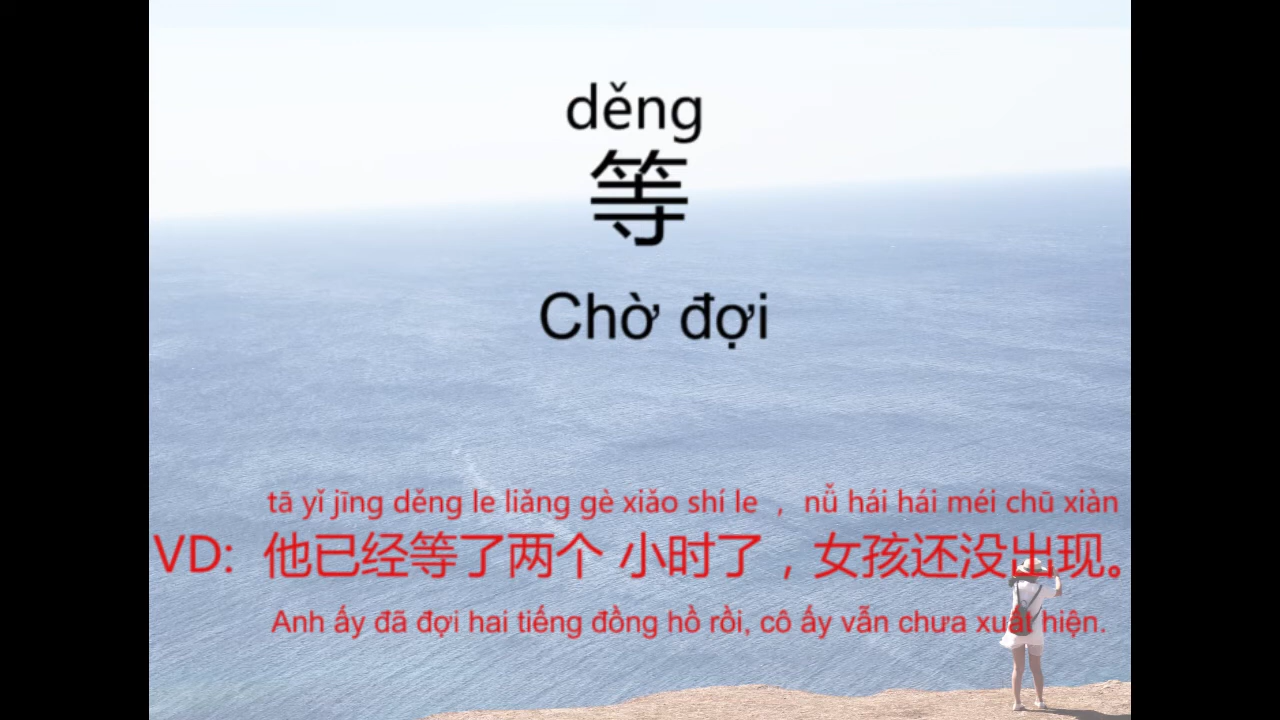 děng
等
Chờ đợi
tā yǐ jīng děng le liǎng gè xiǎo shí le ， nǚ hái hái méi chū xiàn
VD: 他已经等了两个 小时了，女孩还没出现。
Anh ấy đã đợi hai tiếng đồng hồ rồi, cô ấy vẫn chưa xuất hiện.